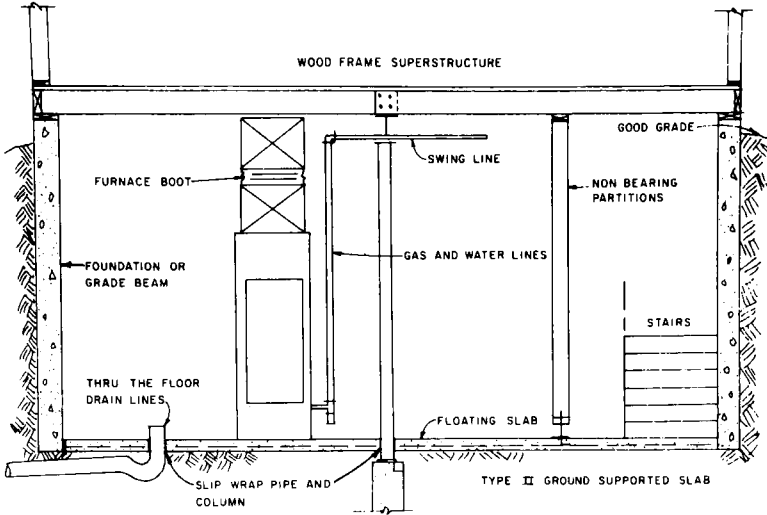 WOOD FRAME SUPERSTRUCTURE
GOOD GRADE
SWING LINE
FURNACE BOOT
NON BEARING
PARTITIONS
GAS AND WATER LINES
FOUNDATION OR
GRADE BEAM
STAIRS
THRU THE FLOOR
DRAIN LINES
FLOATING SLAB
SLIP WRAP PIPE AND
COLUMN
TYPE II GROUND SUPPORTED SLAB